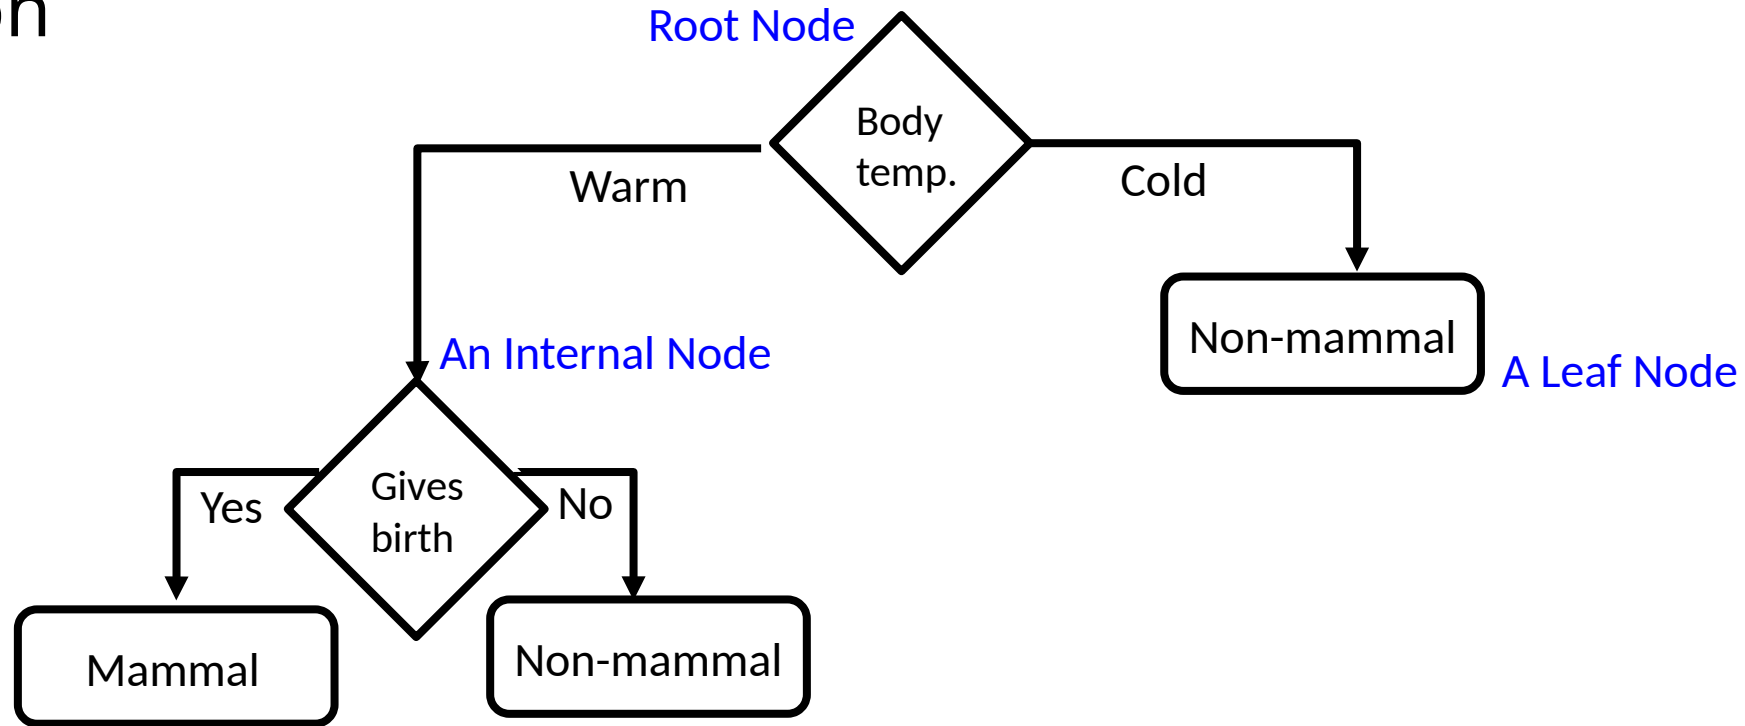 Root Node
Body
temp.
Warm
Cold
Non-mammal
An Internal Node
A Leaf Node
Gives
birth
Yes
No
Mammal
Non-mammal